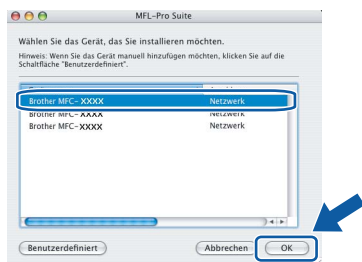 MFL-Pro Suite
Wählen Sie das Gerät, das Sie installieren möchten.
Hinweis: Wenn Sie das Gerät manuell hinzufügen möchten, klicken Sie auf die
Schaltfläche "Benutzerdefiniert".
Brother MFC-XXXX Netzwerk
Brother MFC-XXXX Netzwerk
Brother MFC-XXXX Netzwerk
Benutzerdefiniert Abbrechen OK